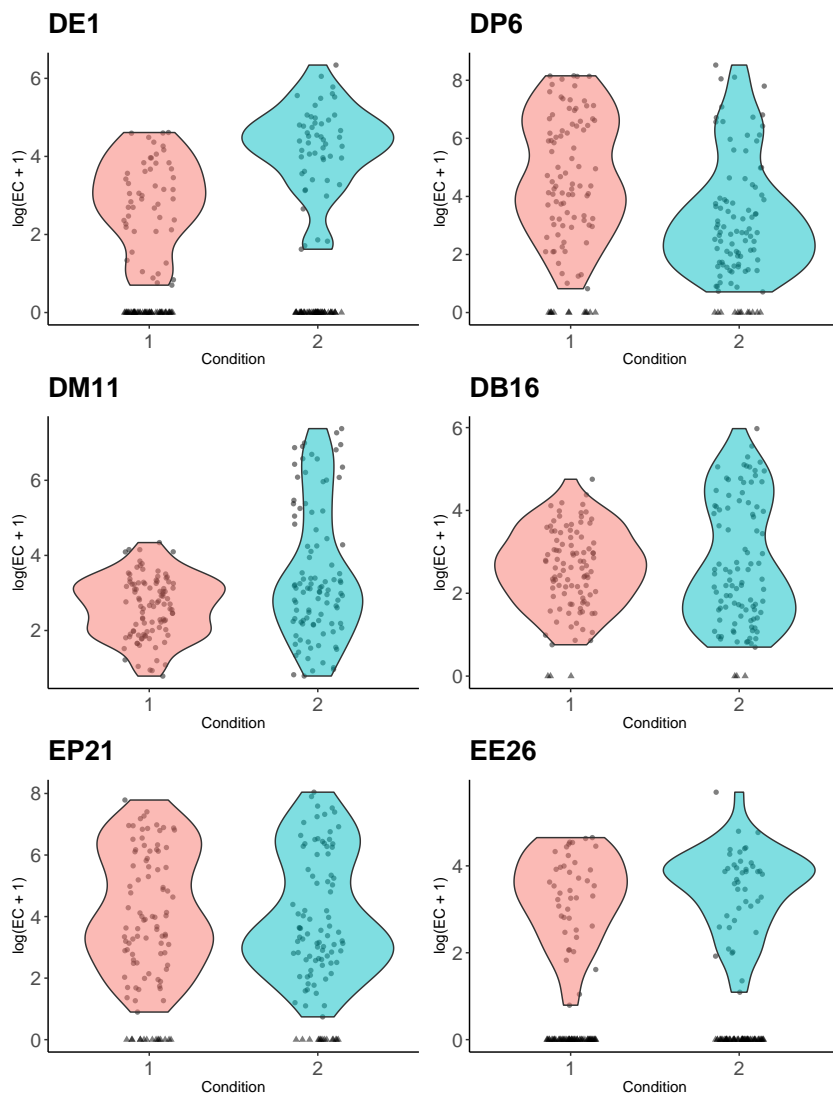 DE1 DP6
6
4
2
0
log(EC + 1)
1 2
Condition
8
6
4
2
0
log(EC + 1)
1 2
Condition
DM11 DB16
6
4
2
log(EC + 1)
1 2
Condition
6
4
2
0
log(EC + 1)
1 2
Condition
EP21 EE26
8
6
4
2
0
log(EC + 1)
1 2
Condition
4
2
0
log(EC + 1)
1 2
Condition